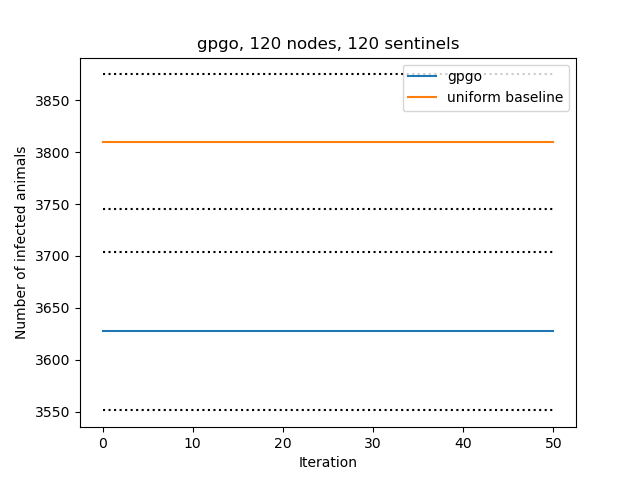 gpgo, 120 nodes, 120 sentinels
gpgo
uniform baseline
Number of infected animals
3850
3800
3750
3700
3650
3600
3550
0 10 20 30 40 50
Iteration